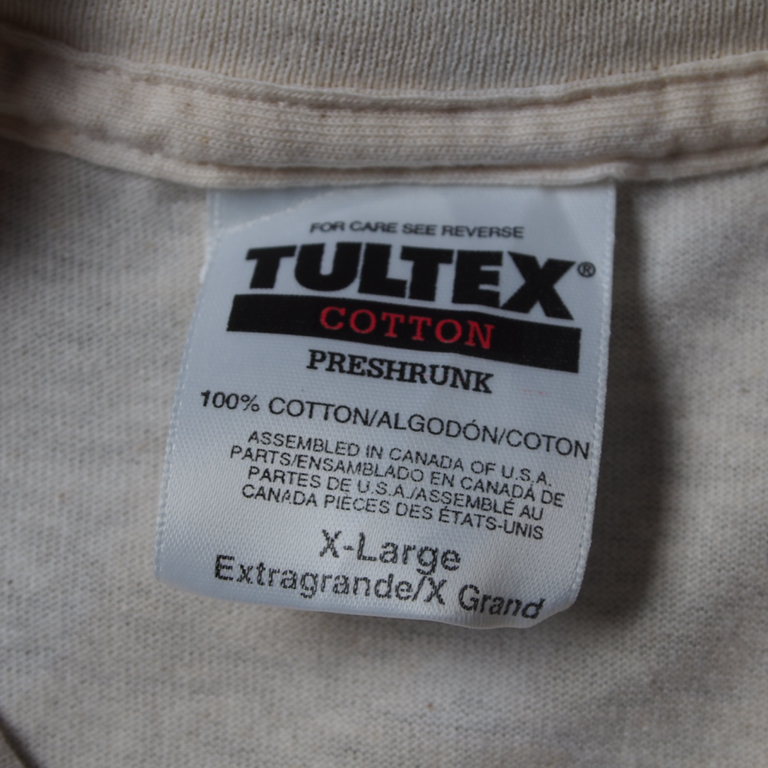 FOR CARE SEE REVERSE
TULTEX®
COTTON
PRESHRUNK
100% COTTON/ALGODÓN/COTON
ASSEMBLED IN CANADA OF U.S.A.
PARTS/ENSAMBLADO EN CANADÁ DE
PARTES DE U.S.A./ASSEMBLÉ AU
CANADA PIÈCES DES ÉTATS-UNIS
X-Large
Extragrande/X Grand